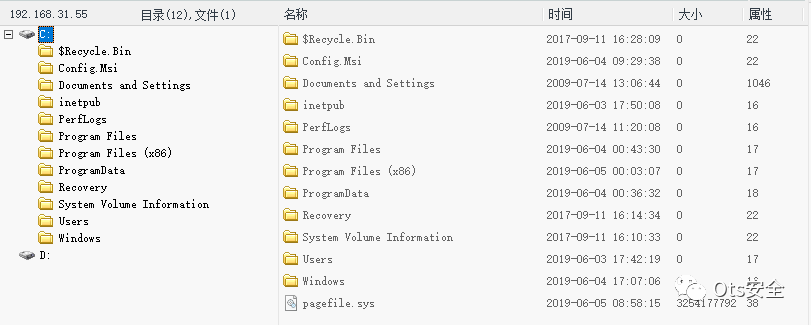 192.168.31.55 目录(12),文件(1) 名称 时间 大小 属性
C:
$Recycle.Bin
Config.Msi
Documents and Settings
inetpub
PerfLogs
Program Files
Program Files (x86)
ProgramData
Recovery
System Volume Information
Users
Windows
D:
$Recycle.Bin 2017-09-11 16:28:09 0 22
Config.Msi 2019-06-04 09:29:38 0 22
Documents and Settings 2009-07-14 13:06:44 0 1046
inetpub 2019-06-03 17:50:08 0 16
PerfLogs 2009-07-14 11:20:08 0 16
Program Files 2019-06-04 00:43:30 0 17
Program Files (x86) 2019-06-05 00:03:07 0 17
ProgramData 2019-06-04 00:36:32 0 18
Recovery 2017-09-11 16:14:34 0 22
System Volume Information 2017-09-11 16:10:33 0 22
Users 2019-06-03 17:42:19 0 17
Windows 2019-06-04 17:07:06
pagefile.sys 2019-06-05 08:58:15 3254177792 38
Ots安全